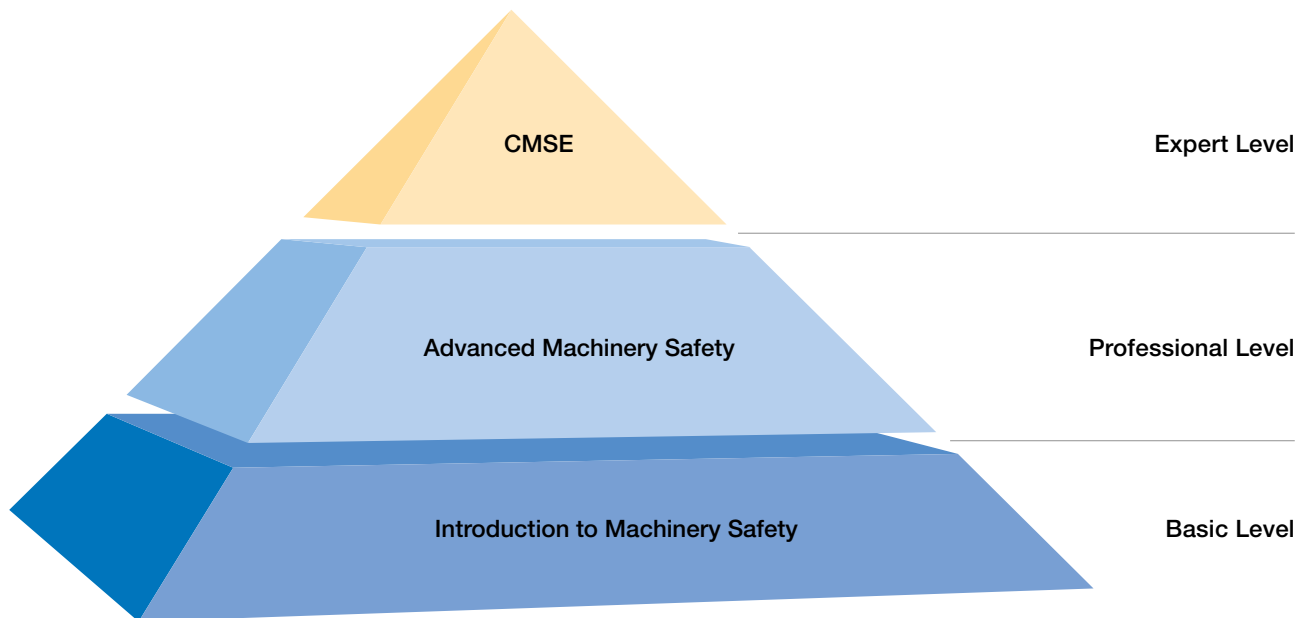 CMSE
Expert Level
Advanced Machinery Safety
Professional Level
Introduction to Machinery Safety
Basic Level